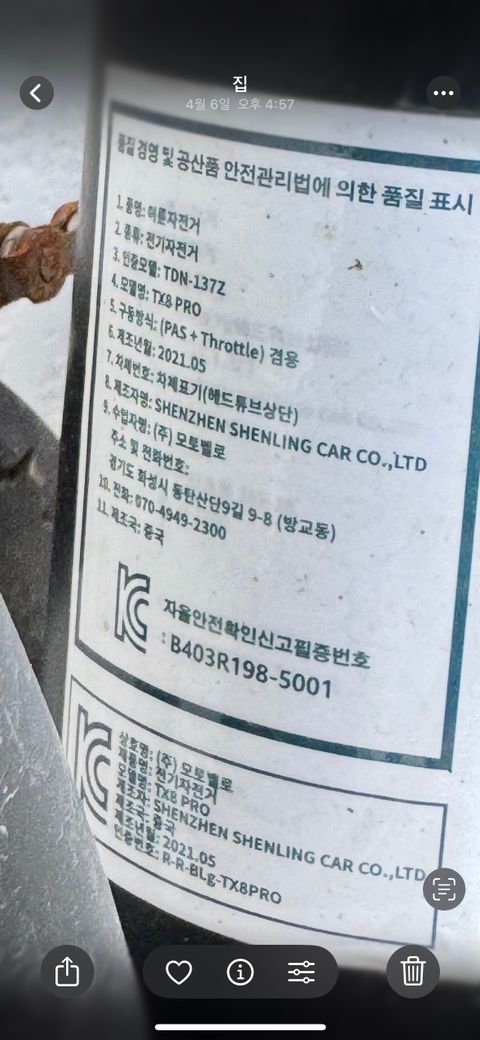 집
4월 6일 오후 4:57
품질 경영 및 공산품 안전관리법에 의한 품질 표시
1. 품명: 이륜자전거
2. 종류: 전기자전거
3. 인증모델: TDN-137Z
4. 모델명: TX8 PRO
5. 구동방식: (PAS + Throttle) 겸용
6. 제조년월: 2021.05
7. 차체번호: 차체표기(헤드튜브상단)
8. 제조자명: SHENZHEN SHENLING CAR CO.,LTD
9. 수입자명: (주) 모토벨로
주소 및 전화번호:
경기도 화성시 동탄산단9길 9-8 (방교동)
10. 전화: 070-4949-2300
11. 제조국: 중국
자율안전확인신고필증번호
: B403R198-5001
상호명: (주) 모토벨로
제품명: 전기자전거
모델명: TX8 PRO
제조자: SHENZHEN SHENLING CAR CO.,LTD
제조국: 중국
제조년월: 2021.05
인증번호: R-R-BLg-TX8PRO